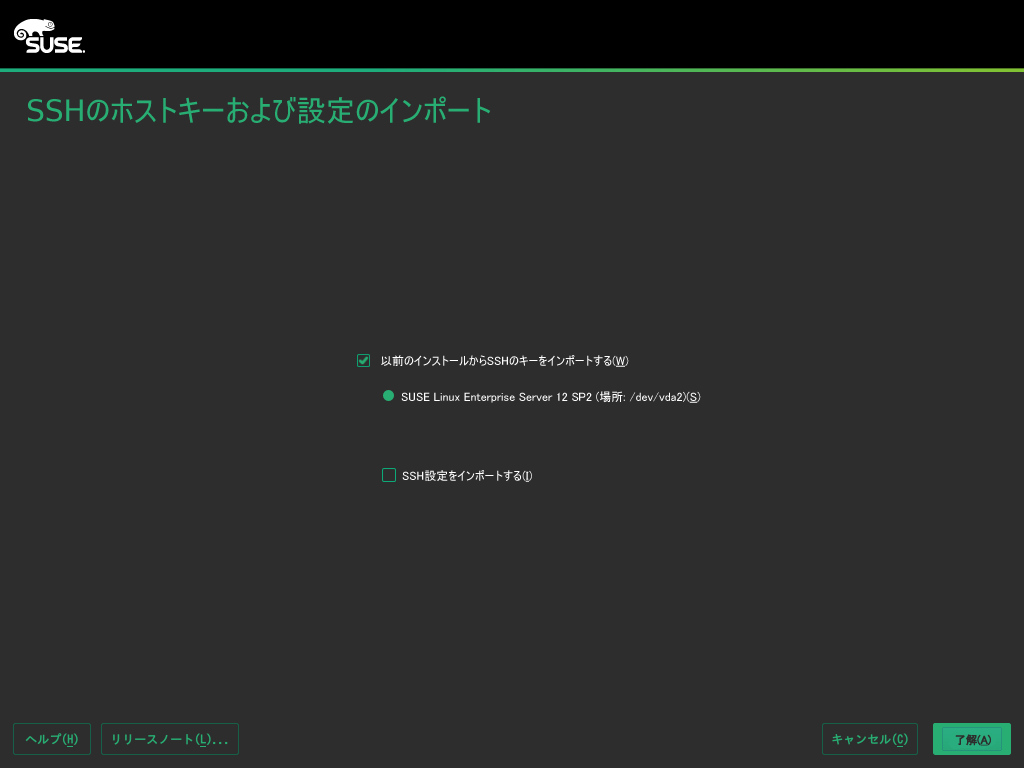 SUSE.
SSHのホストキーおよび設定のインポート
以前のインストールからSSHのキーをインポートする(W)
SUSE Linux Enterprise Server 12 SP2 (場所: /dev/vda2)(S)
SSH設定をインポートする(I)
ヘルプ(H)
リリースノート(L)...
キャンセル(C)
了解(A)